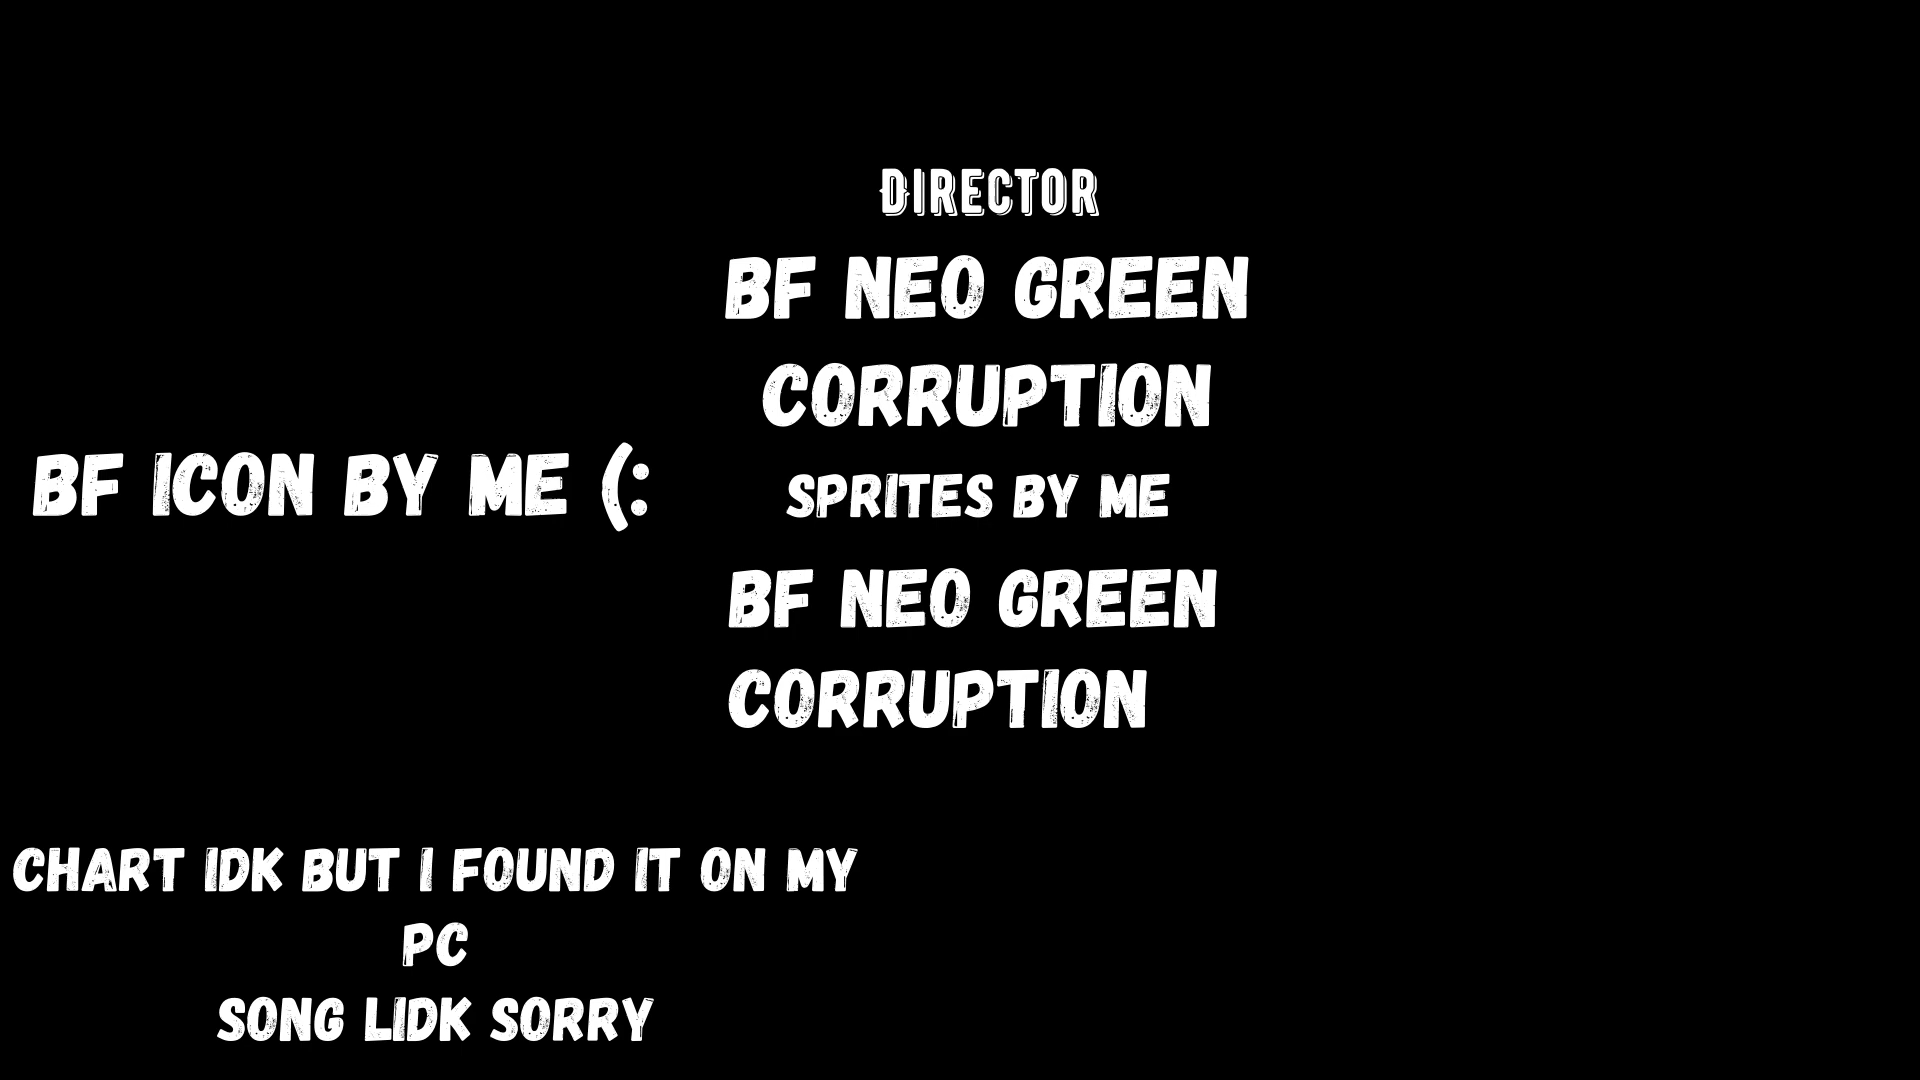 DIRECTOR
BF NEO GREEN
CORRUPTION
BF ICON BY ME (:
SPRITES BY ME
BF NEO GREEN
CORRUPTION
CHART IDK BUT I FOUND IT ON MY
PC
SONG LIDK SORRY